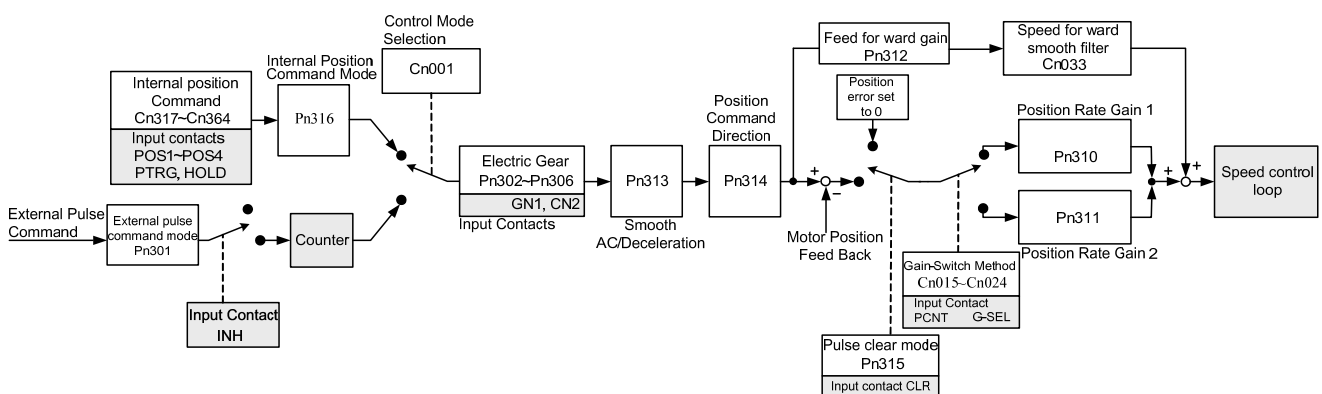 Control Mode
Selection
Cn001
Internal Position
Command Mode
Pn316
Internal position
Command
Cn317~Cn364
Input contacts
POS1~POS4
PTRG, HOLD
External Pulse
Command
External pulse
command mode
Pn301
Counter
Input Contact
INH
Electric Gear
Pn302~Pn306
GN1, CN2
Input Contacts
Pn313
Smooth
AC/Deceleration
Position
Command
Direction
Pn314
+
−
Motor Position
Feed Back
Feed for ward gain
Pn312
Speed for ward
smooth filter
Cn033
Position
error set
to 0
Position Rate Gain 1
Pn310
Pn311
Position Rate Gain 2
Gain-Switch Method
Cn015~Cn024
Input Contact
PCNT G-SEL
Pulse clear mode
Pn315
Input contact CLR
+
+
Speed control
loop